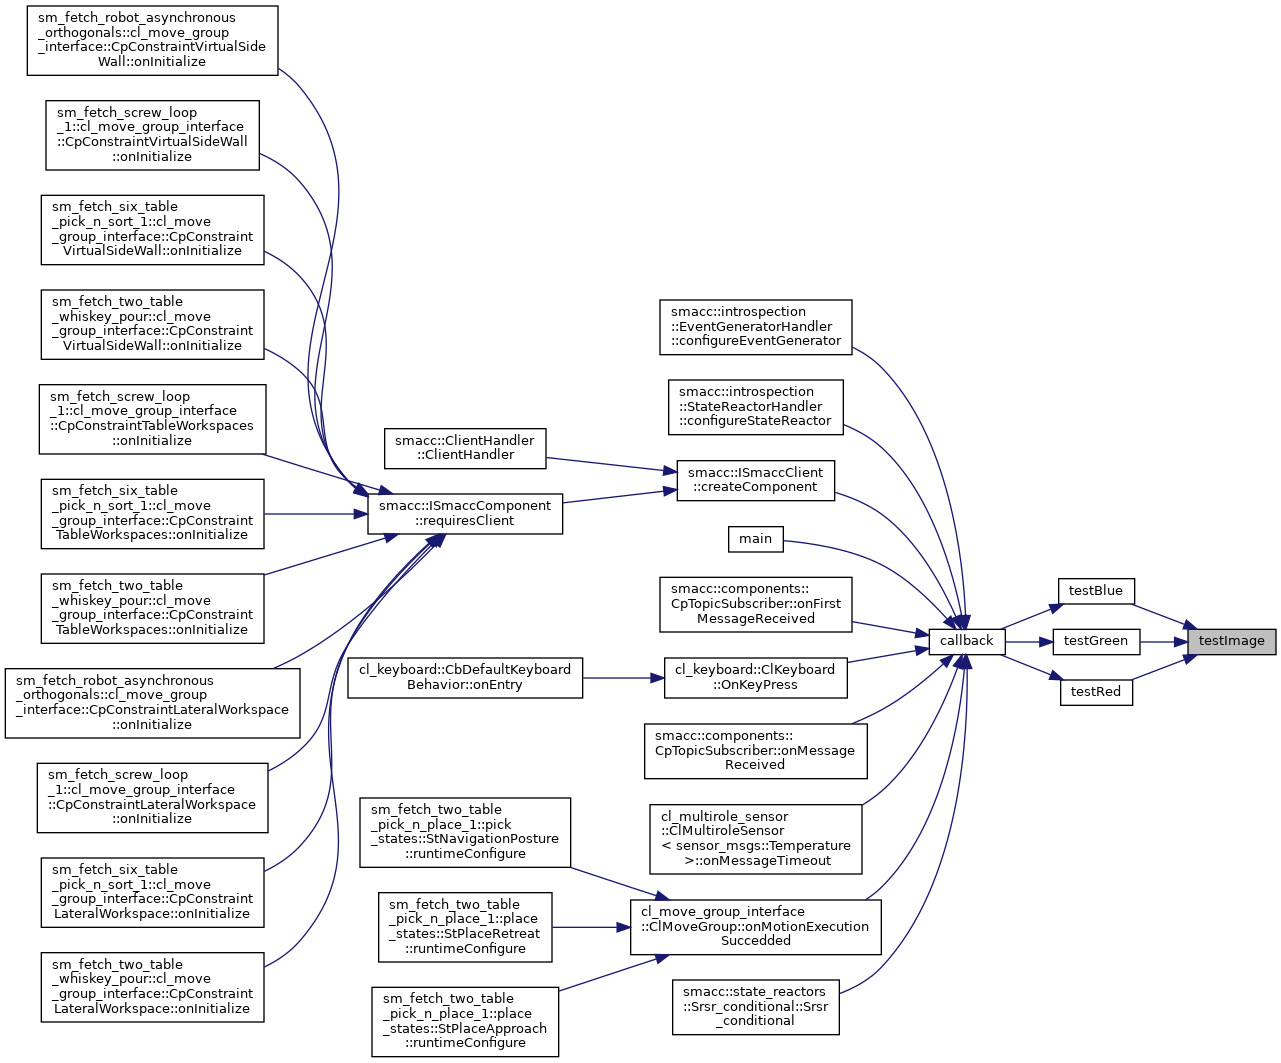 sm_fetch_robot_asynchronous
_orthogonals::cl_move_group
_interface::CpConstraintVirtualSide
Wall::onInitialize
sm_fetch_screw_loop
_1::cl_move_group_interface
::CpConstraintVirtualSideWall
::onInitialize
sm_fetch_six_table
_pick_n_sort_1::cl_move
_group_interface::CpConstraint
VirtualSideWall::onInitialize
sm_fetch_two_table
_whiskey_pour::cl_move
_group_interface::CpConstraint
VirtualSideWall::onInitialize
sm_fetch_screw_loop
_1::cl_move_group_interface
::CpConstraintTableWorkspaces
::onInitialize
sm_fetch_six_table
_pick_n_sort_1::cl_move
_group_interface::CpConstraint
TableWorkspaces::onInitialize
sm_fetch_two_table
_whiskey_pour::cl_move
_group_interface::CpConstraint
TableWorkspaces::onInitialize
sm_fetch_robot_asynchronous
_orthogonals::cl_move_group
_interface::CpConstraintLateralWorkspace
::onInitialize
sm_fetch_screw_loop
_1::cl_move_group_interface
::CpConstraintLateralWorkspace
::onInitialize
sm_fetch_six_table
_pick_n_sort_1::cl_move
_group_interface::CpConstraint
LateralWorkspace::onInitialize
sm_fetch_two_table
_whiskey_pour::cl_move
_group_interface::CpConstraint
LateralWorkspace::onInitialize
smacc::ClientHandler
::ClientHandler
smacc::ISmaccComponent
::requiresClient
cl_keyboard::CbDefaultKeyboard
Behavior::onEntry
sm_fetch_two_table
_pick_n_place_1::pick
_states::StNavigationPosture
::runtimeConfigure
sm_fetch_two_table
_pick_n_place_1::place
_states::StPlaceRetreat
::runtimeConfigure
sm_fetch_two_table
_pick_n_place_1::place
_states::StPlaceApproach
::runtimeConfigure
smacc::introspection
::EventGeneratorHandler
::configureEventGenerator
smacc::introspection
::StateReactorHandler
::configureStateReactor
smacc::ISmaccClient
::createComponent
main
smacc::components::
CpTopicSubscriber::onFirst
MessageReceived
cl_keyboard::ClKeyboard
::OnKeyPress
smacc::components::
CpTopicSubscriber::onMessage
Received
cl_multirole_sensor
::ClMultiroleSensor
< sensor_msgs::Temperature
>::onMessageTimeout
cl_move_group_interface
::ClMoveGroup::onMotionExecution
Succedded
smacc::state_reactors
::Srsr_conditional::Srsr
_conditional
callback
testBlue
testGreen
testRed
testImage